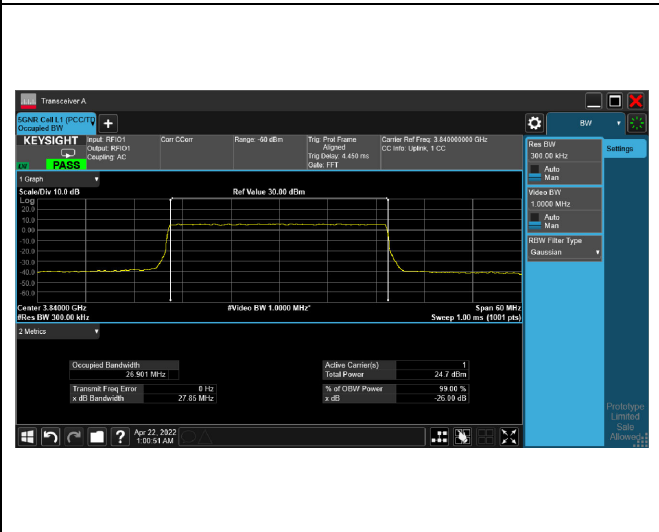 Transceiver A
5GNR Call L1 (PCC/T
Occupied BW
BW
KEYSIGHT
PASS
Input: RFIO1
Output: RFIO1
Coupling: AC
Corr CCorr
Range: -60 dBm
Trig: Prot Frame
Aligned
Trig Delay: 4.450 ms
Gate: FFT
Carrier Ref Freq: 3.840000000 GHz
CC Info: Uplink, 1 CC
Settings
Res BW
300.00 kHz
Auto
Man
Video BW
1.0000 MHz
Auto
Man
RBW Filter Type
Gaussian
1 Graph
Scale/Div 10.0 dB
Ref Value 30.00 dBm
Log
20.0
10.0
0.00
-10.0
-20.0
-30.0
-40.0
-50.0
-60.0
Center 3.84000 GHz
#Video BW 1.0000 MHz*
Span 60 MHz
#Res BW 300.00 kHz
Sweep 1.00 ms (1001 pts)
2 Metrics
Occupied Bandwidth
26.901 MHz
Transmit Freq Error 0 Hz
x dB Bandwidth 27.85 MHz
Active Carrier(s) 1
Total Power 24.7 dBm
% of OBW Power 99.00 %
x dB -26.00 dB
Apr 22, 2022
1:00:51 AM
Prototype
Limited
Sale
Allowed